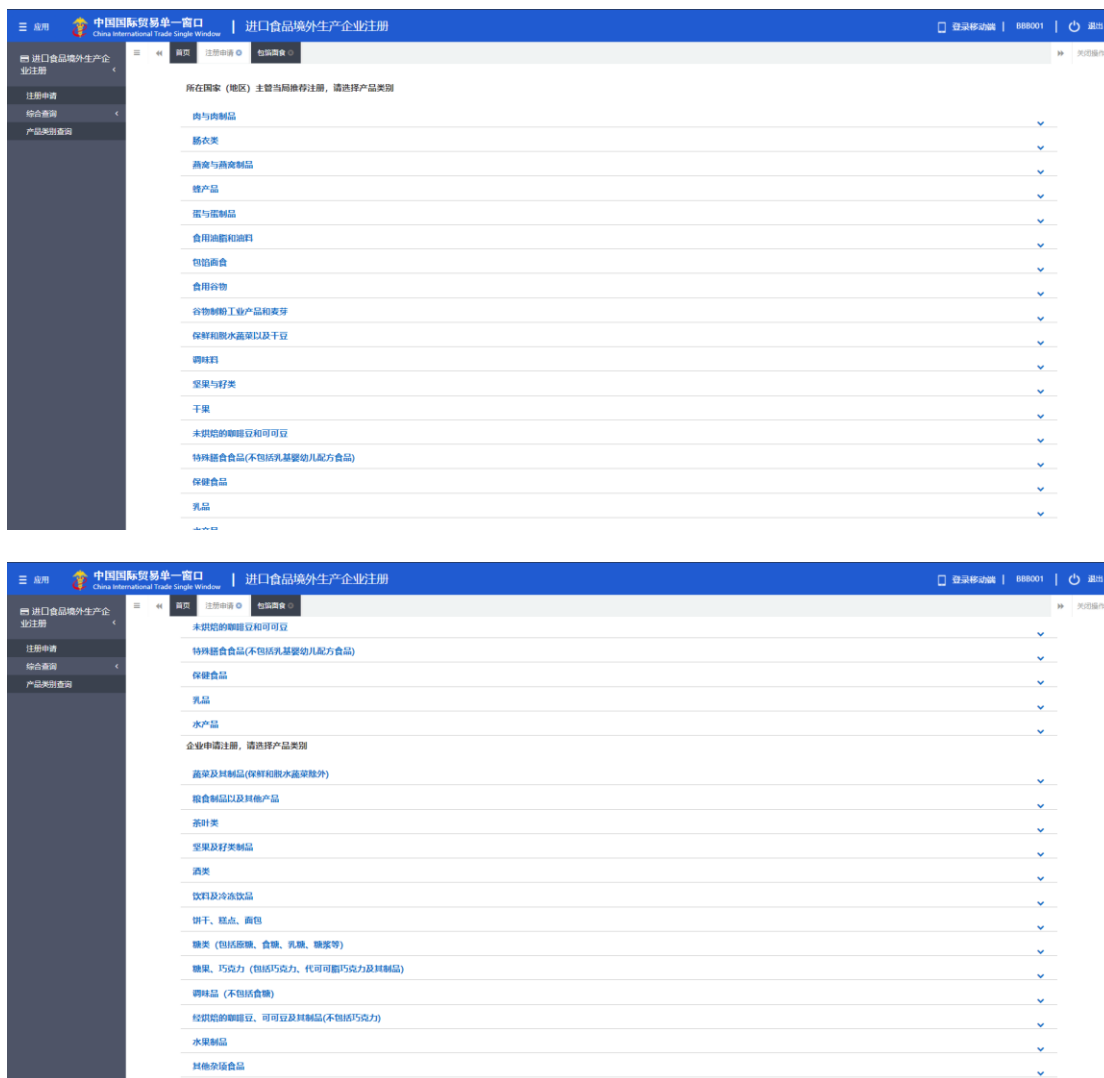 应用
中国国际贸易单一窗口
China International Trade Single Window
进口食品境外生产企业注册
登录移动端
BBB001
退出
进口食品境外生产企业注册
注册申请
综合查询
产品类别查询
首页
注册申请
包馅面食
关闭操作
所在国家（地区）主管当局推荐注册，请选择产品类别
肉与肉制品
肠衣类
燕窝与燕窝制品
蜂产品
蛋与蛋制品
食用油脂和油料
包馅面食
食用谷物
谷物制粉工业产品和麦芽
保鲜和脱水蔬菜以及干豆
调味料
坚果与籽类
干果
未烘焙的咖啡豆和可可豆
特殊膳食食品(不包括乳基婴幼儿配方食品)
保健食品
乳品
应用
中国国际贸易单一窗口
China International Trade Single Window
进口食品境外生产企业注册
登录移动端
BBB001
退出
进口食品境外生产企业注册
注册申请
综合查询
产品类别查询
首页
注册申请
包馅面食
关闭操作
未烘焙的咖啡豆和可可豆
特殊膳食食品(不包括乳基婴幼儿配方食品)
保健食品
乳品
水产品
企业申请注册，请选择产品类别
蔬菜及其制品(保鲜和脱水蔬菜除外)
粮食制品以及其他产品
茶叶类
坚果及籽类制品
酒类
饮料及冷冻饮品
饼干、糕点、面包
糖类（包括原糖、食糖、乳糖、糖浆等）
糖果、巧克力（包括巧克力、代可可脂巧克力及其制品）
调味品（不包括食糖）
经烘焙的咖啡豆、可可豆及其制品(不包括巧克力)
水果制品
其他杂项食品